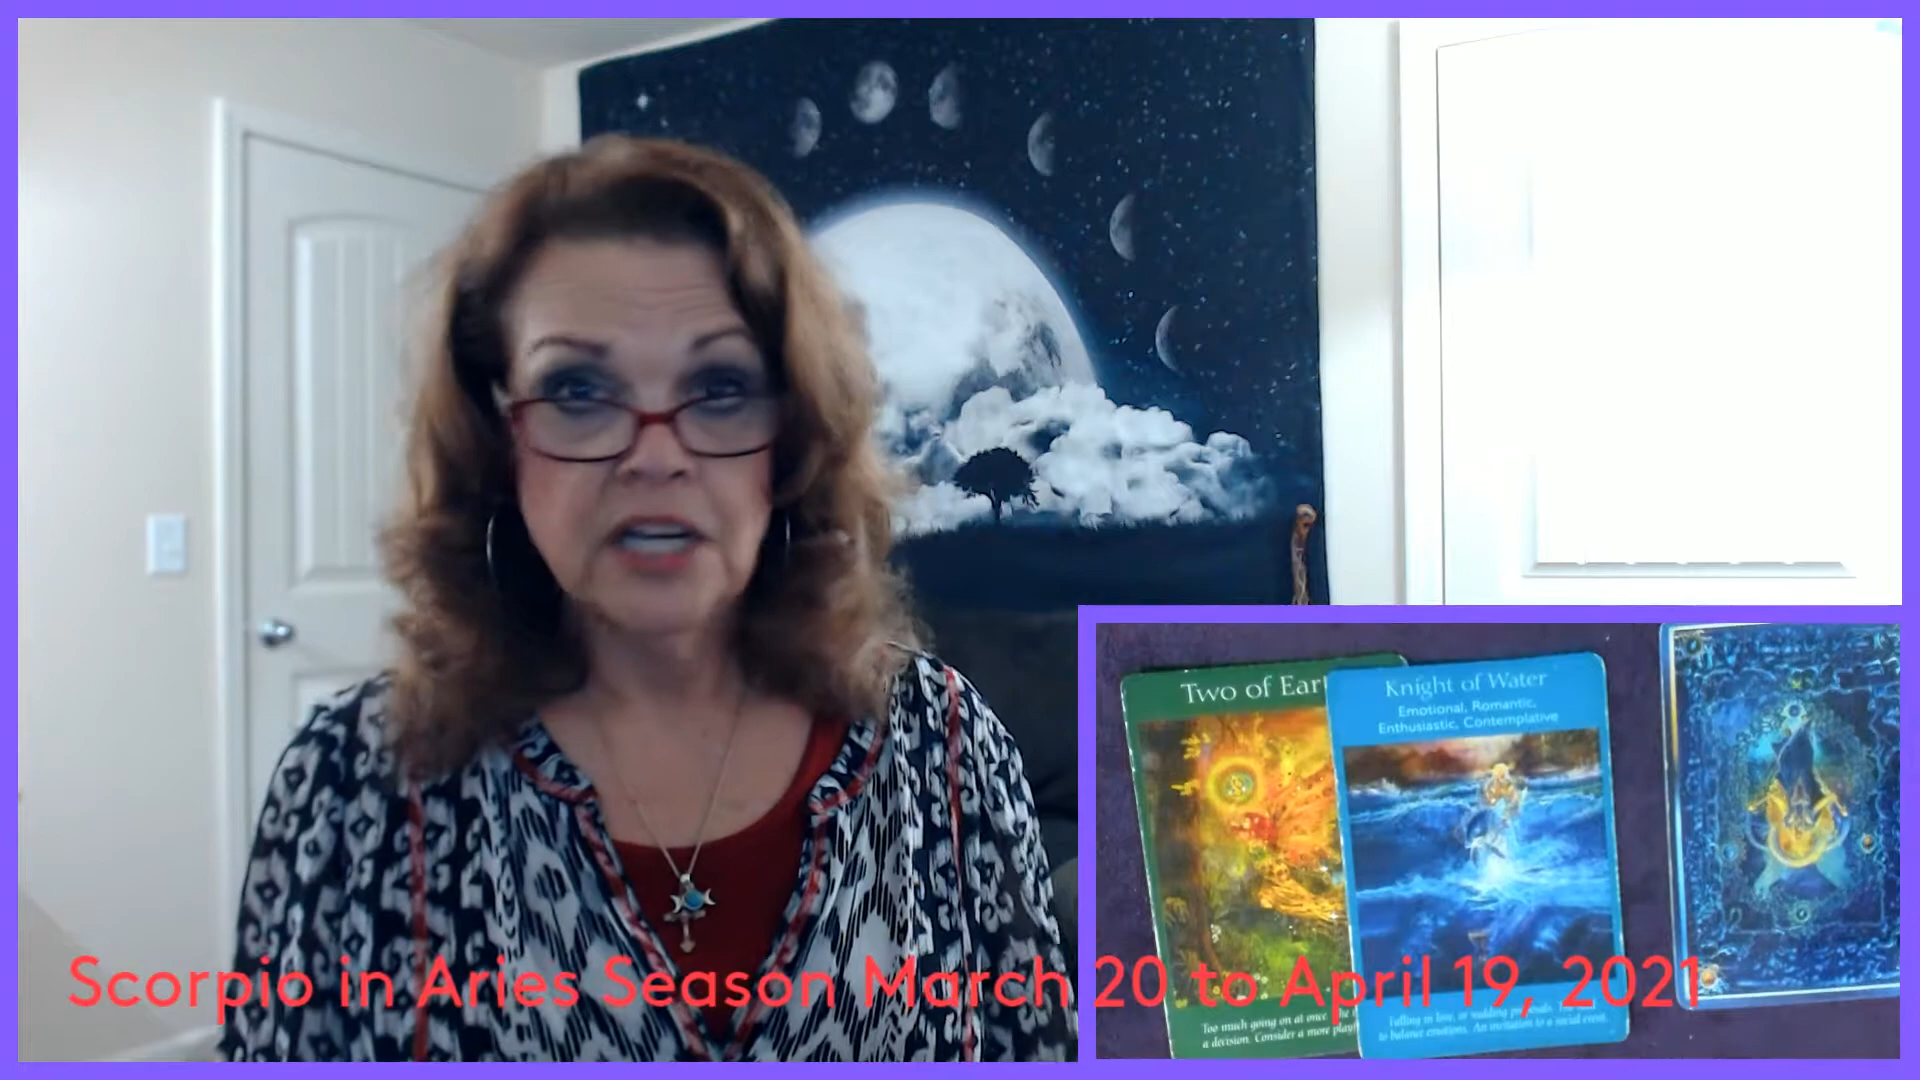 Two of Ear
Knight of Water
Emotional, Romantic,
Enthusiastic, Contemplative
Scorpio in Aries Season March 20 to April 19, 2021
Too much going on at once
a decision. Consider a more playf
Falling in love, or wedding
to balance emotions. An invitation to a social event.